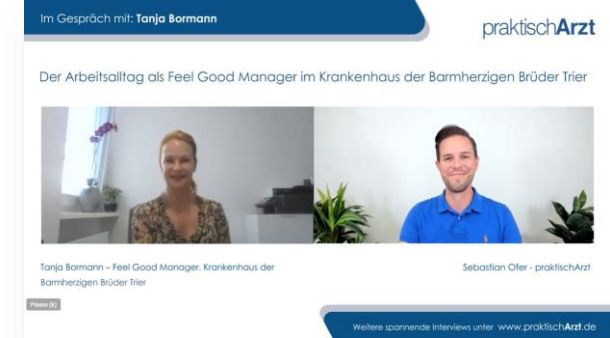 Im Gespräch mit: Tanja Bormann
praktischArzt
Der Arbeitsalltag als Feel Good Manager im Krankenhaus der Barmherzigen Brüder Trier
Tanja Bormann – Feel Good Manager, Krankenhaus der
Barmherzigen Brüder Trier
Sebastian Ofer - praktischArzt
Pause (k)
Weitere spannende Interviews unter www.praktischArzt.de